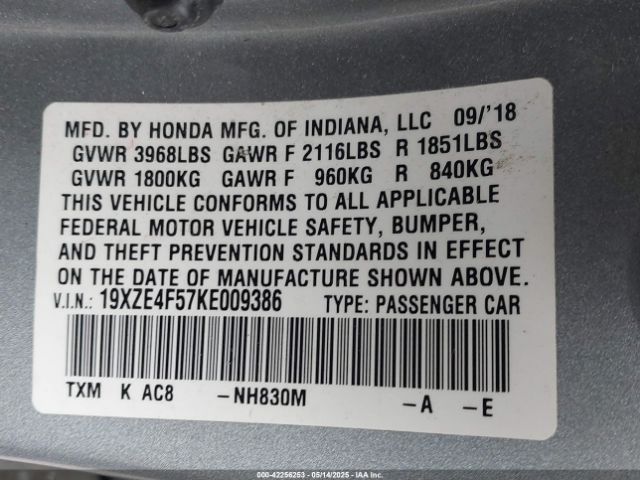 MFD. BY HONDA MFG. OF INDIANA, LLC 09/'18
GVWR 3968LBS GAWR F 2116LBS R 1851LBS
GVWR 1800KG GAWR F 960KG R 840KG
THIS VEHICLE CONFORMS TO ALL APPLICABLE
FEDERAL MOTOR VEHICLE SAFETY, BUMPER,
AND THEFT PREVENTION STANDARDS IN EFFECT
ON THE DATE OF MANUFACTURE SHOWN ABOVE.
V.I.N.: 19XZE4F57KE009386 TYPE: PASSENGER CAR
TXM K AC8 -NH830M -A -E
000-42256253 - 05/14/2025 - IAA